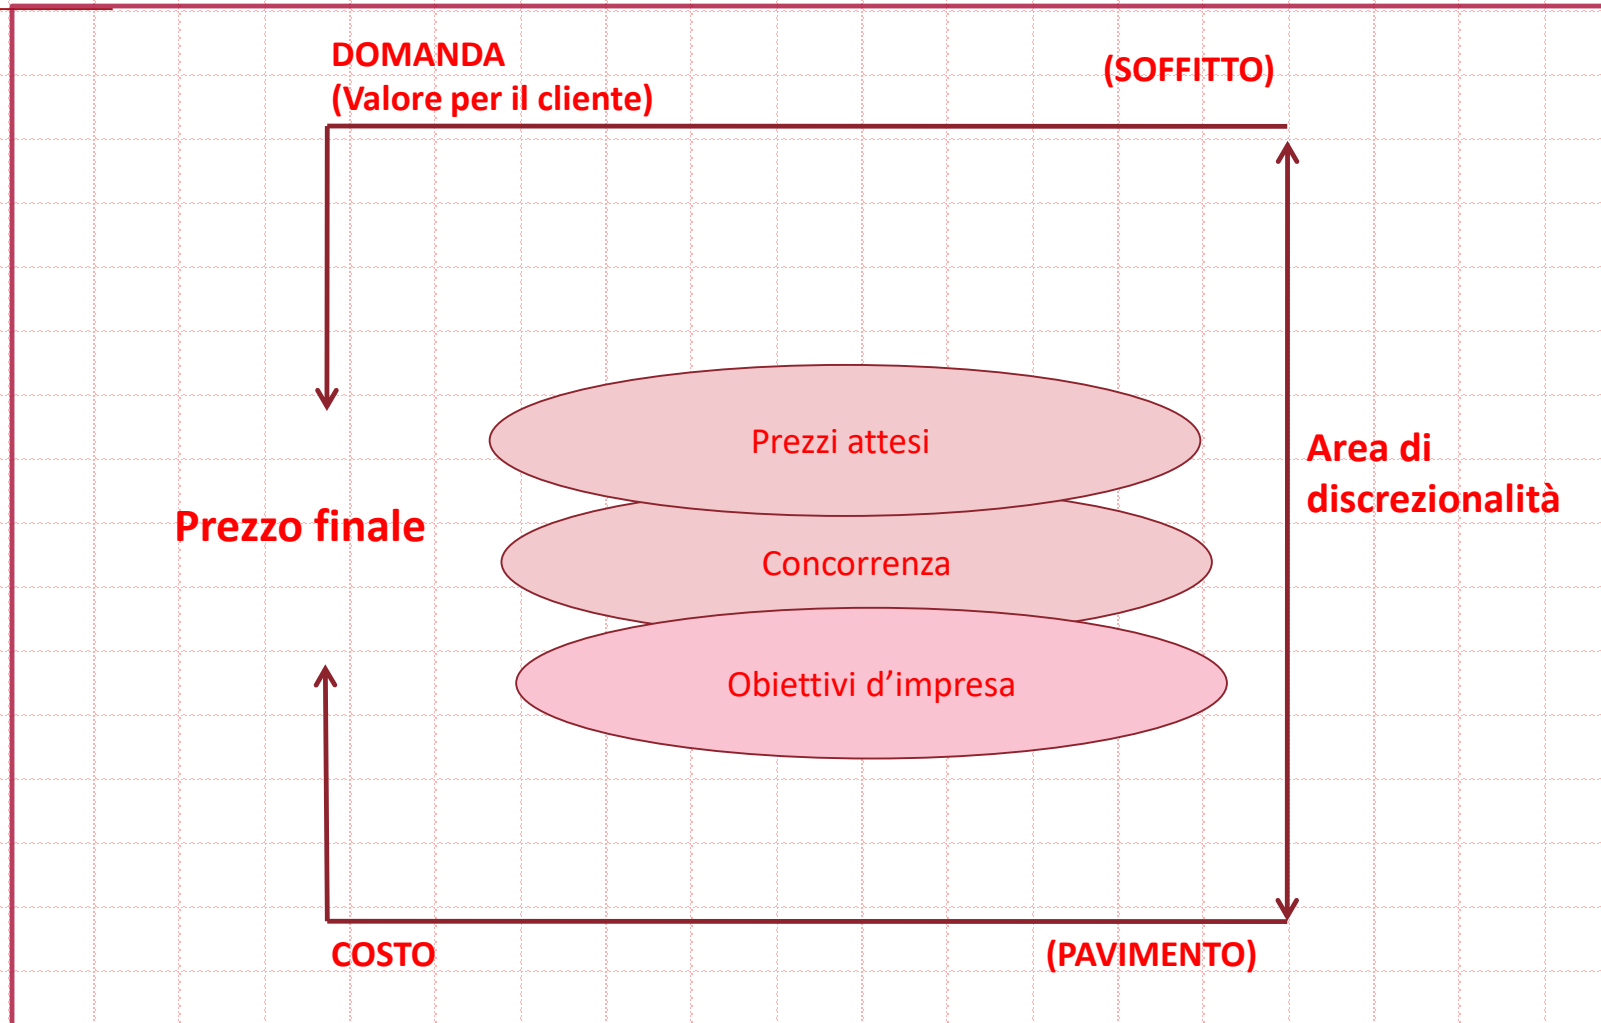 DOMANDA
(Valore per il cliente)
(SOFFITTO)
Prezzi attesi
Area di
discrezionalità
Prezzo finale
Concorrenza
Obiettivi d’impresa
COSTO
(PAVIMENTO)